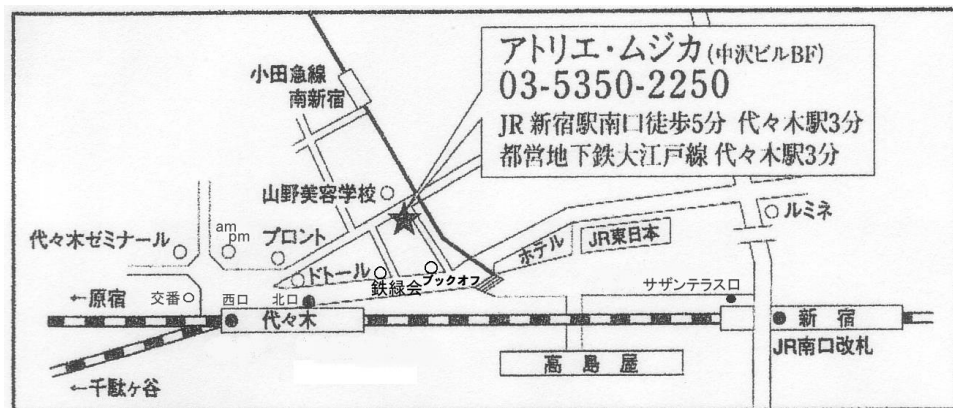 アトリエ・ムジカ(中沢ビルBF)
03-5350-2250
JR 新宿駅南口徒歩5分 代々木駅3分
都営地下鉄大江戸線 代々木駅3分
小田急線
南新宿
山野美容学校
代々木ゼミナール
am
pm
プロント
ドトール
鉄緑会
ブックオフ
ホテル
JR東日本
ルミネ
←原宿
交番
西口
北口
代々木
サザンテラス口
新宿
JR南口改札
高島屋
←千駄ヶ谷